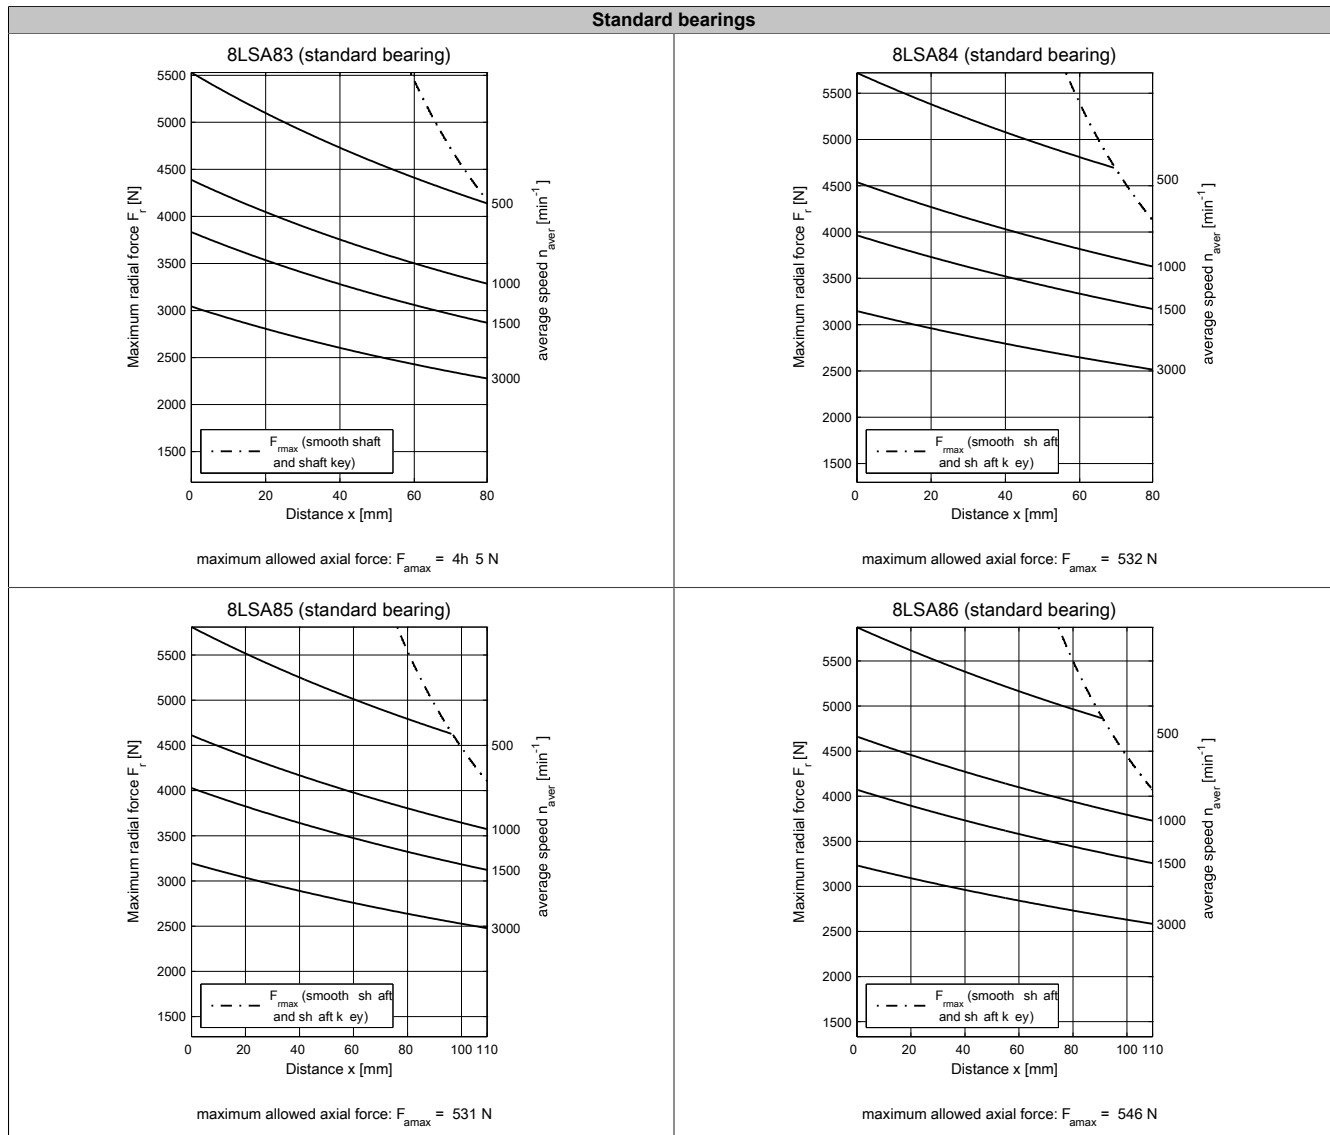 Standard bearings
8LSA83 (standard bearing)
Maximum radial force F_r [N]
5500
5000
4500
4000
3500
3000
2500
2000
1500
500
1000
1500
3000
average speed n_aver [min^-1]
F_rmax (smooth shaft
and shaft key)
0 20 40 60 80
Distance x [mm]
maximum allowed axial force: F_amax = 4h 5 N
8LSA84 (standard bearing)
Maximum radial force F_r [N]
5500
5000
4500
4000
3500
3000
2500
2000
1500
500
1000
1500
3000
average speed n_aver [min^-1]
F_rmax (smooth sh aft
and sh aft k ey)
0 20 40 60 80
Distance x [mm]
maximum allowed axial force: F_amax = 532 N
8LSA85 (standard bearing)
Maximum radial force F_r [N]
5500
5000
4500
4000
3500
3000
2500
2000
1500
500
1000
1500
3000
average speed n_aver [min^-1]
F_rmax (smooth sh aft
and sh aft k ey)
0 20 40 60 80 100 110
Distance x [mm]
maximum allowed axial force: F_amax = 531 N
8LSA86 (standard bearing)
Maximum radial force F_r [N]
5500
5000
4500
4000
3500
3000
2500
2000
1500
500
1000
1500
3000
average speed n_aver [min^-1]
F_rmax (smooth sh aft
and sh aft k ey)
0 20 40 60 80 100 110
Distance x [mm]
maximum allowed axial force: F_amax = 546 N